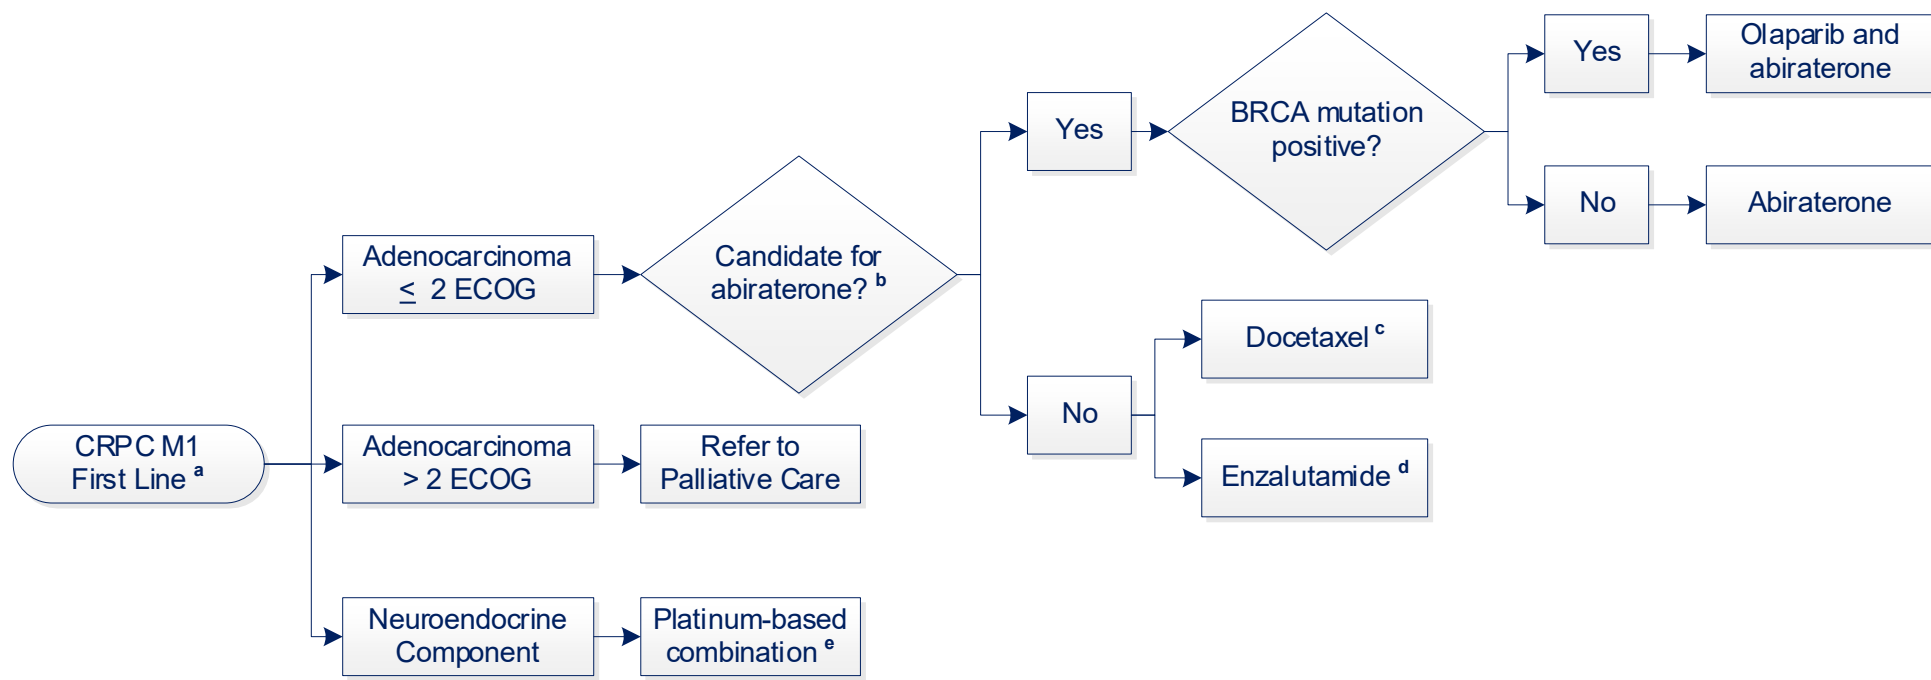 CRPC M1
First Line a
Adenocarcinoma
≤ 2 ECOG
Candidate for
abiraterone? b
Yes
BRCA mutation
positive?
Yes
Olaparib and
abiraterone
No
Abiraterone
No
Docetaxel c
Enzalutamide d
Adenocarcinoma
> 2 ECOG
Refer to
Palliative Care
Neuroendocrine
Component
Platinum-based
combination e